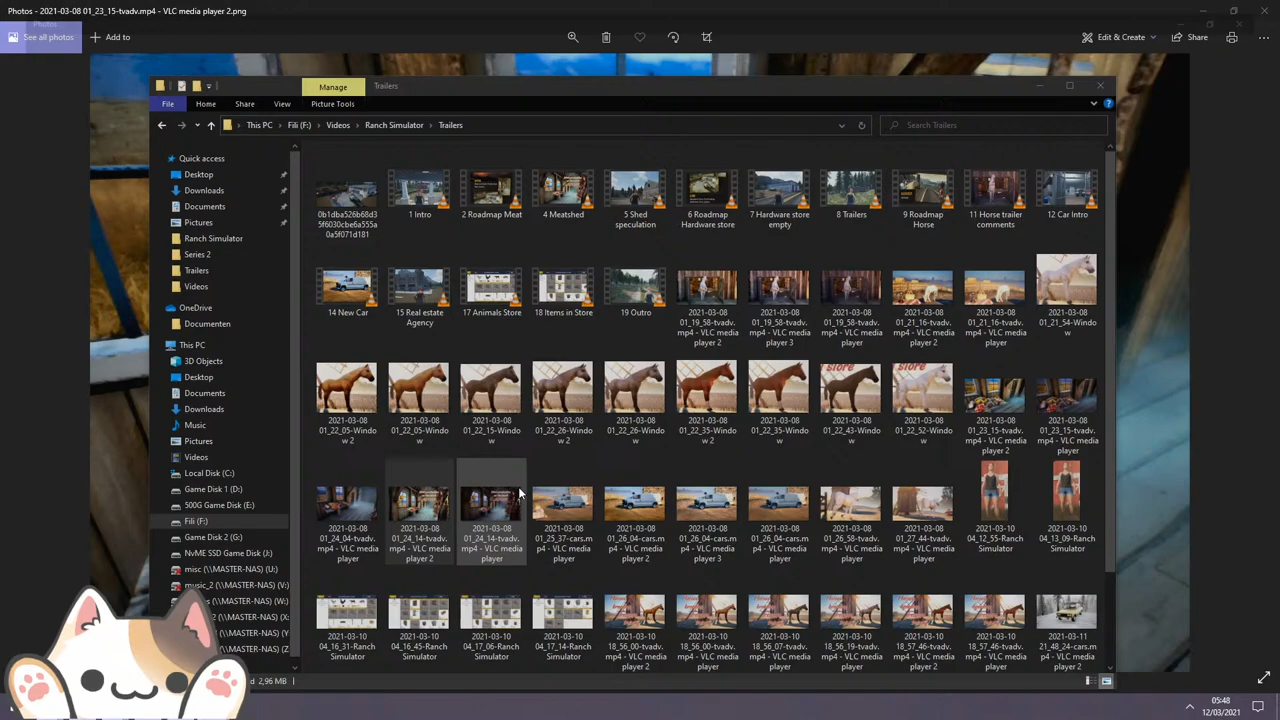 Photos - 2021-03-08 01_23_15-tvadv.mp4 - VLC media player 2.png
Photos
See all photos
Add to
Edit & Create
Share
Manage
Trailers
File
Home
Share
View
Picture Tools
This PC
Fili (F:)
Videos
Ranch Simulator
Trailers
Search Trailers
Quick access
Desktop
Downloads
Documents
Pictures
Ranch Simulator
Series 2
Trailers
Videos
OneDrive
Documenten
This PC
3D Objects
Desktop
Documents
Downloads
Music
Pictures
Videos
Local Disk (C:)
Game Disk 1 (D:)
500G Game Disk (E:)
Fili (F:)
Game Disk 2 (G:)
NvME SSD Game Disk (J:)
misc (\\MASTER-NAS) (U:)
music_2 (\\MASTER-NAS) (V:)
(\\MASTER-NAS) (W:)
2 (\\MASTER-NAS) (X:
(\\MASTER-NAS) (Y:
(\\MASTER-NAS) (Z:
0b1dba526b68d3
5f6030cbe6a555a
0a5f071d181
1 Intro
2 Roadmap Meat
4 Meatshed
5 Shed
speculation
6 Roadmap
Hardware store
7 Hardware store
empty
8 Trailers
9 Roadmap
Horse
11 Horse trailer
comments
12 Car Intro
14 New Car
15 Real estate
Agency
17 Animals Store
18 Items in Store
19 Outro
2021-03-08
01_19_58-tvadv.
mp4 - VLC media
player 2
2021-03-08
01_19_58-tvadv.
mp4 - VLC media
player 3
2021-03-08
01_19_58-tvadv.
mp4 - VLC media
player
2021-03-08
01_21_16-tvadv.
mp4 - VLC media
player 2
2021-03-08
01_21_16-tvadv.
mp4 - VLC media
player
2021-03-08
01_21_54-Windo
w
2021-03-08
01_22_05-Windo
w 2
2021-03-08
01_22_05-Windo
w
2021-03-08
01_22_15-Windo
w
2021-03-08
01_22_26-Windo
w 2
2021-03-08
01_22_26-Windo
w
2021-03-08
01_22_35-Windo
w 2
2021-03-08
01_22_35-Windo
w
2021-03-08
01_22_43-Windo
w
2021-03-08
01_22_52-Windo
w
2021-03-08
01_23_15-tvadv.
mp4 - VLC media
player 2
2021-03-08
01_23_15-tvadv.
mp4 - VLC media
player
2021-03-08
01_24_04-tvadv.
mp4 - VLC media
player
2021-03-08
01_24_14-tvadv.
mp4 - VLC media
player 2
2021-03-08
01_24_14-tvadv.
mp4 - VLC media
player
2021-03-08
01_25_37-cars.m
p4 - VLC media
player
2021-03-08
01_26_04-cars.m
p4 - VLC media
player 2
2021-03-08
01_26_04-cars.m
p4 - VLC media
player 3
2021-03-08
01_26_04-cars.m
p4 - VLC media
player
2021-03-08
01_26_58-tvadv.
mp4 - VLC media
player
2021-03-08
01_27_44-tvadv.
mp4 - VLC media
player
2021-03-10
04_12_55-Ranch
Simulator
2021-03-10
04_13_09-Ranch
Simulator
2021-03-10
04_16_31-Ranch
Simulator
2021-03-10
04_16_45-Ranch
Simulator
2021-03-10
04_17_06-Ranch
Simulator
2021-03-10
04_17_14-Ranch
Simulator
2021-03-10
18_56_00-tvadv.
mp4 - VLC media
player 2
2021-03-10
18_56_00-tvadv.
mp4 - VLC media
player
2021-03-10
18_56_07-tvadv.
mp4 - VLC media
player
2021-03-10
18_56_19-tvadv.
mp4 - VLC media
player
2021-03-10
18_57_46-tvadv.
mp4 - VLC media
player 2
2021-03-10
18_57_46-tvadv.
mp4 - VLC media
player
2021-03-11
21_48_24-cars.m
p4 - VLC media
player
d 2,96 MB
05:48
12/03/2021